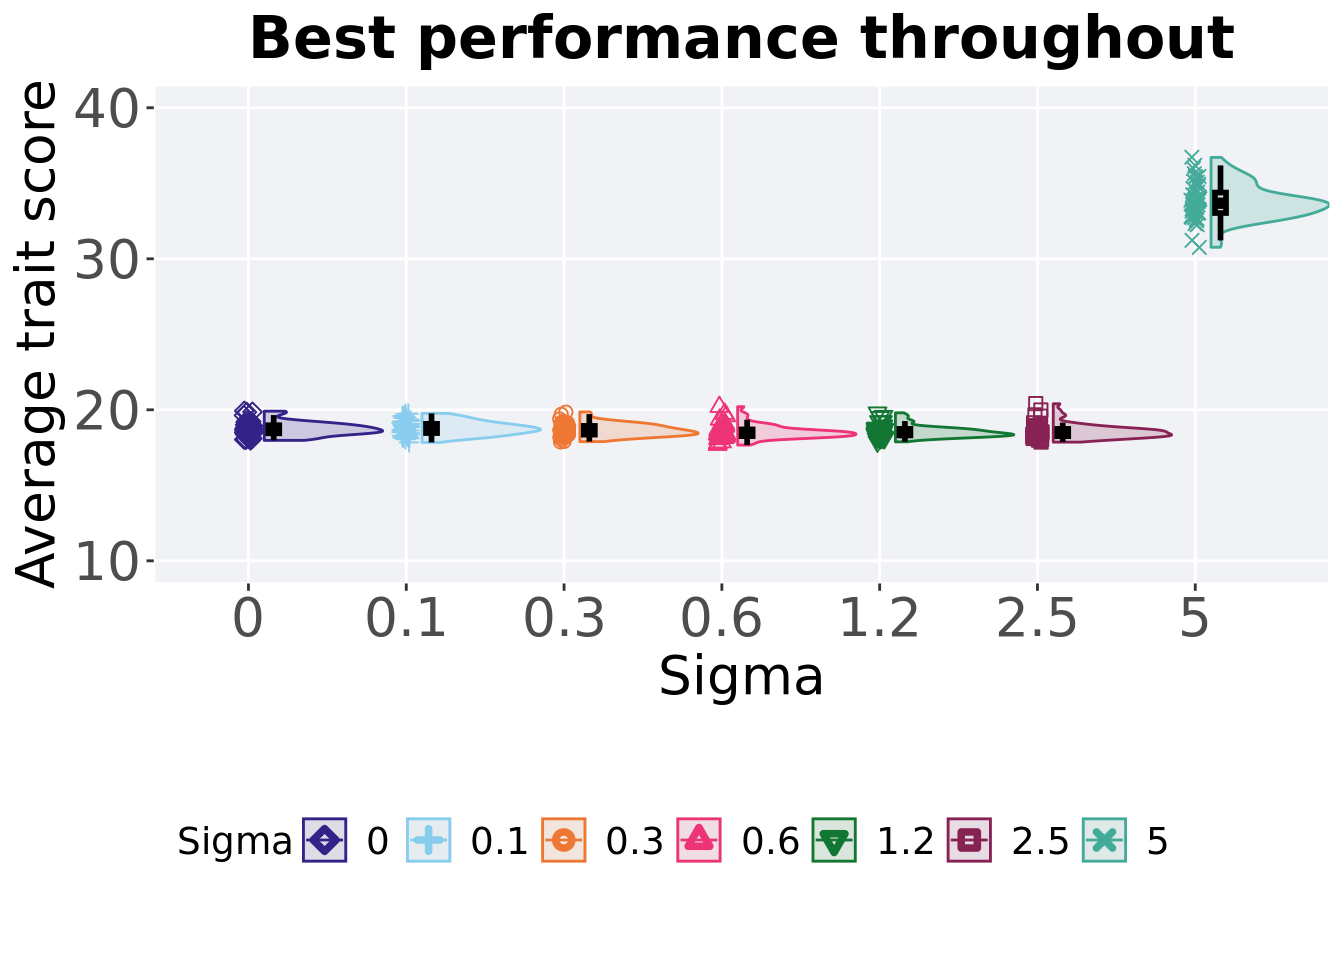 Best performance throughout
Average trait score
40
30
20
10
0 0.1 0.3 0.6 1.2 2.5 5
Sigma
Sigma 0 0.1 0.3 0.6 1.2 2.5 5